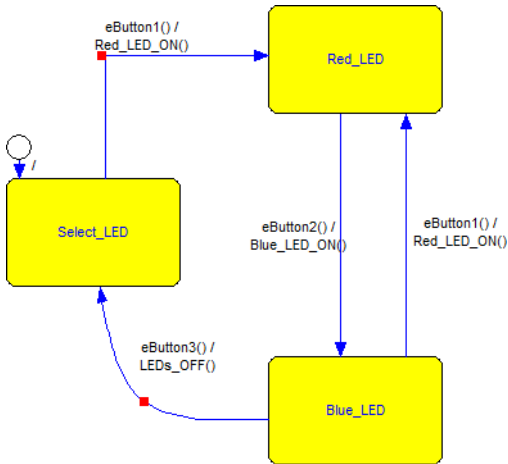 eButton1() /
Red_LED_ON()
Red_LED
/
Select_LED
eButton2() /
Blue_LED_ON()
eButton1() /
Red_LED_ON()
eButton3() /
LEDs_OFF()
Blue_LED